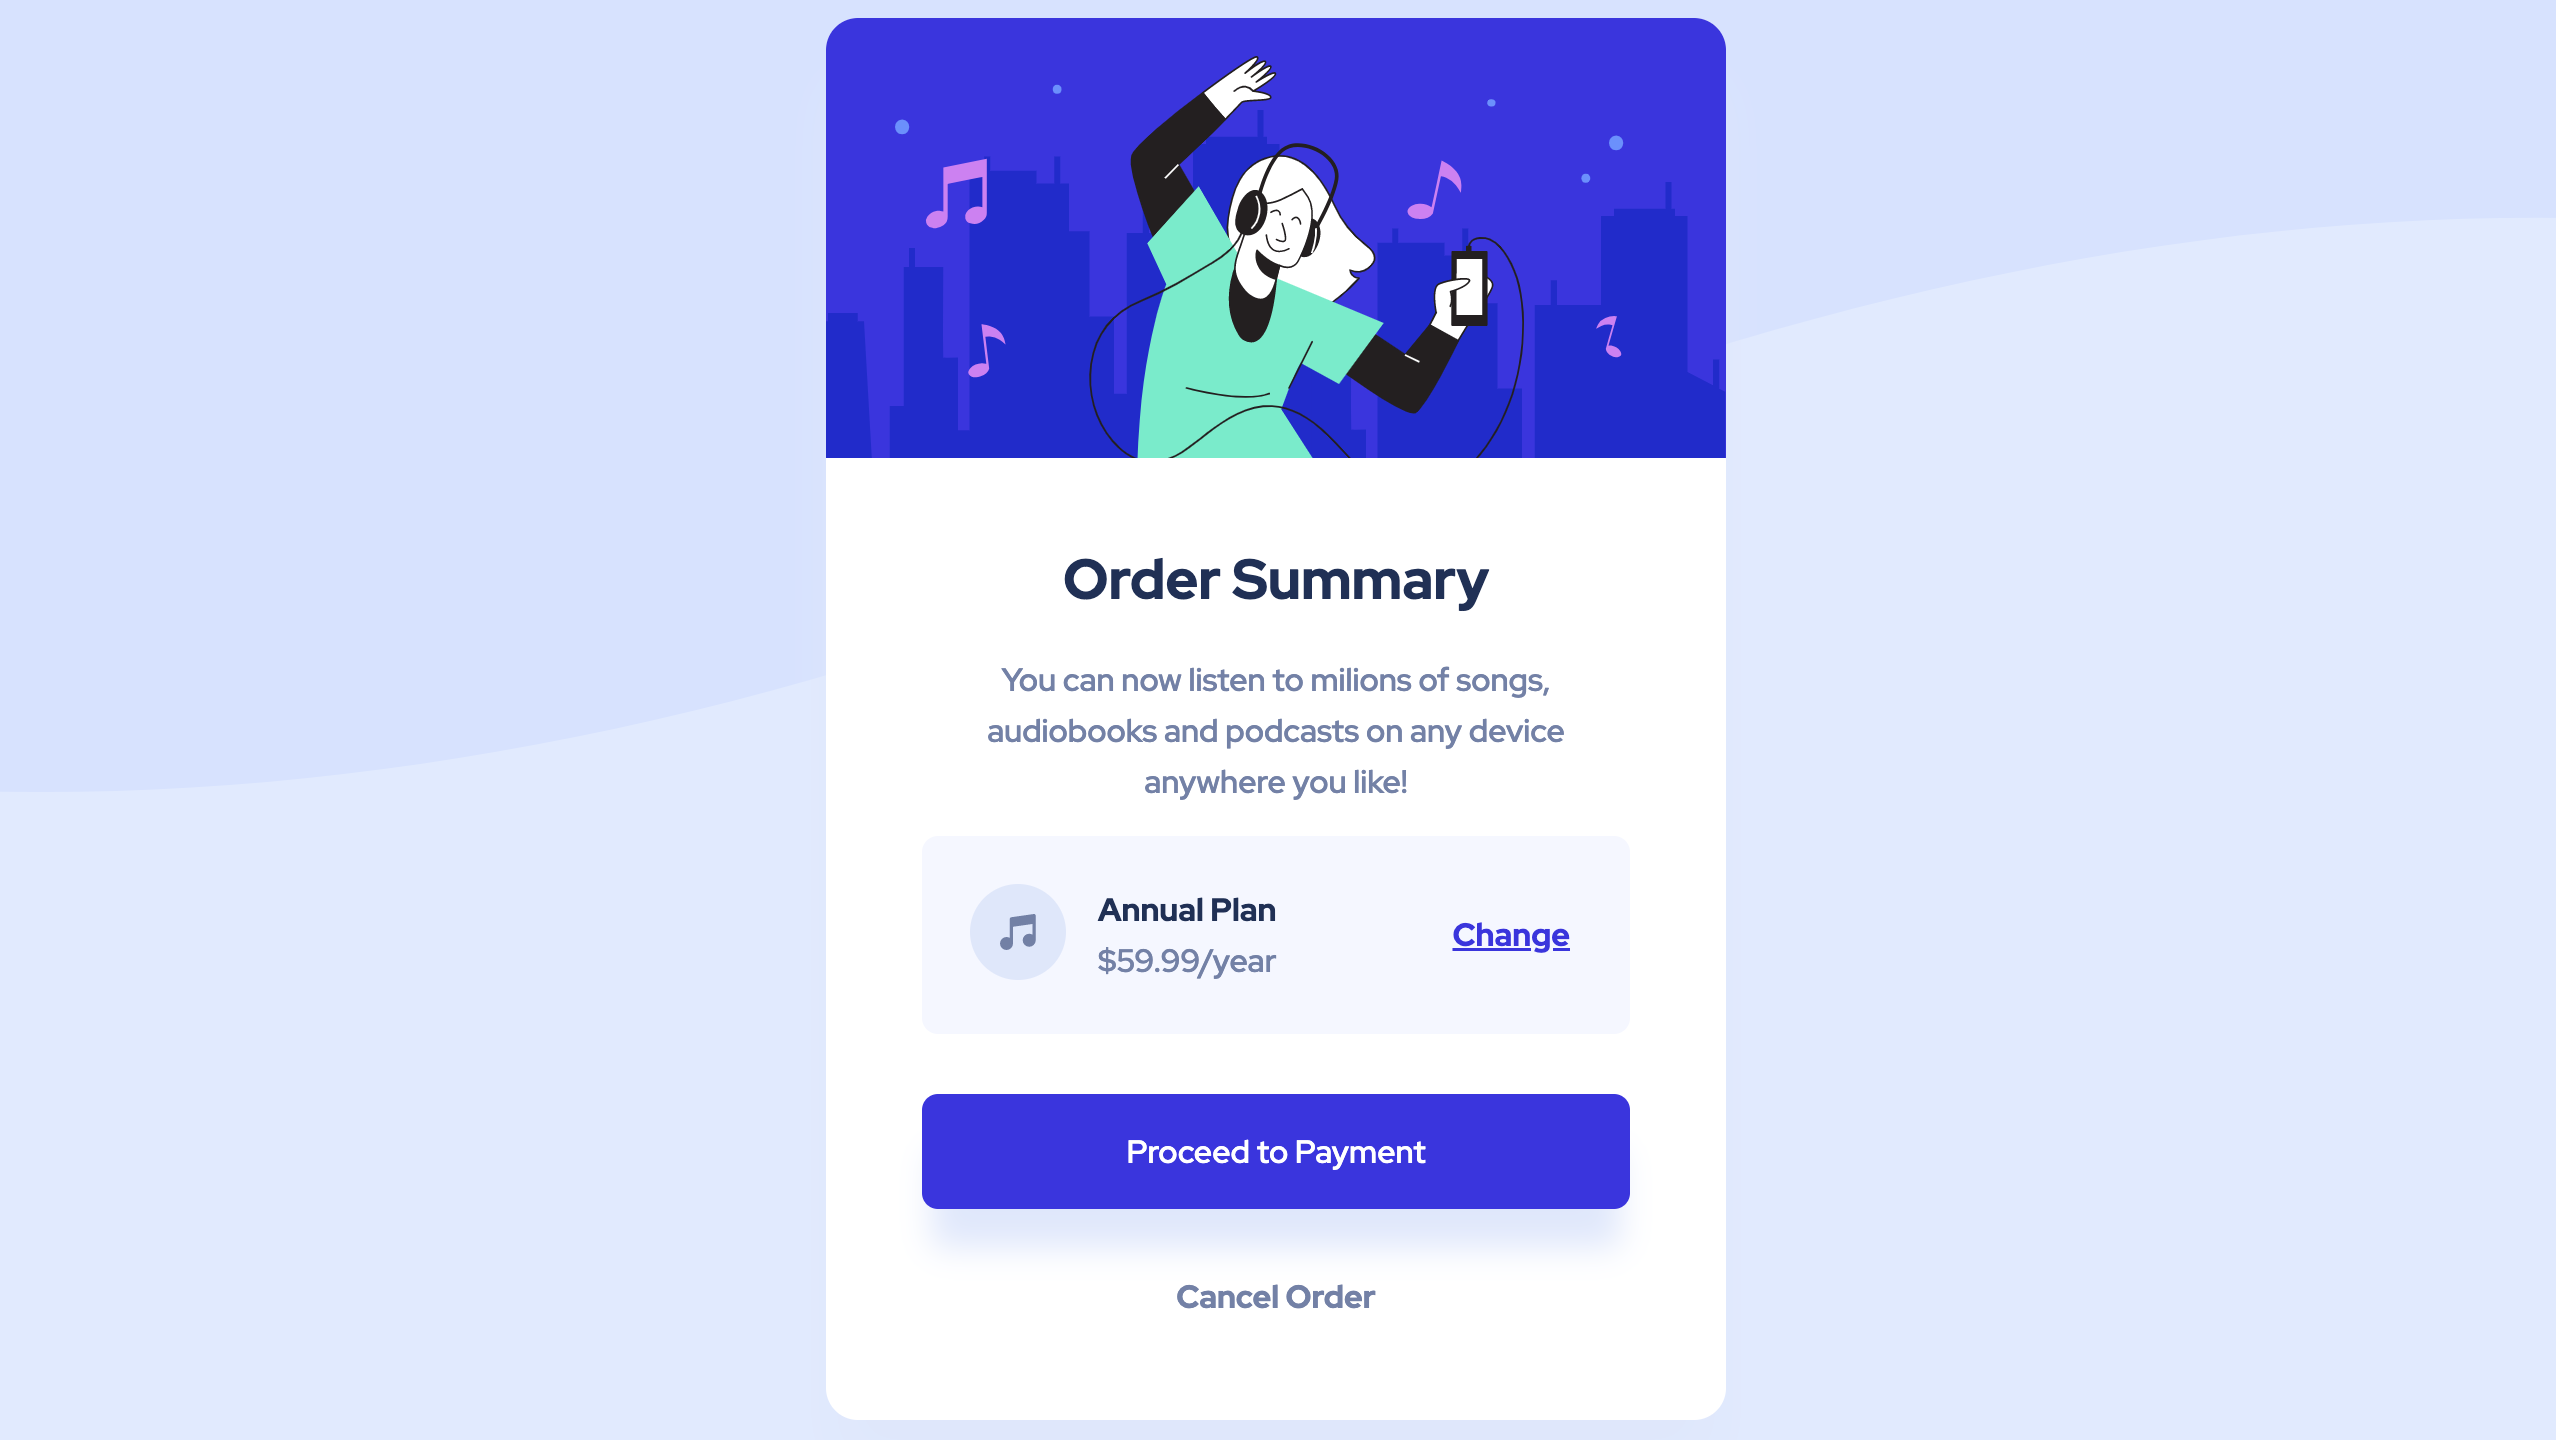 Order Summary
You can now listen to milions of songs,
audiobooks and podcasts on any device
anywhere you like!
Annual Plan
$59.99/year
Change
Proceed to Payment
Cancel Order